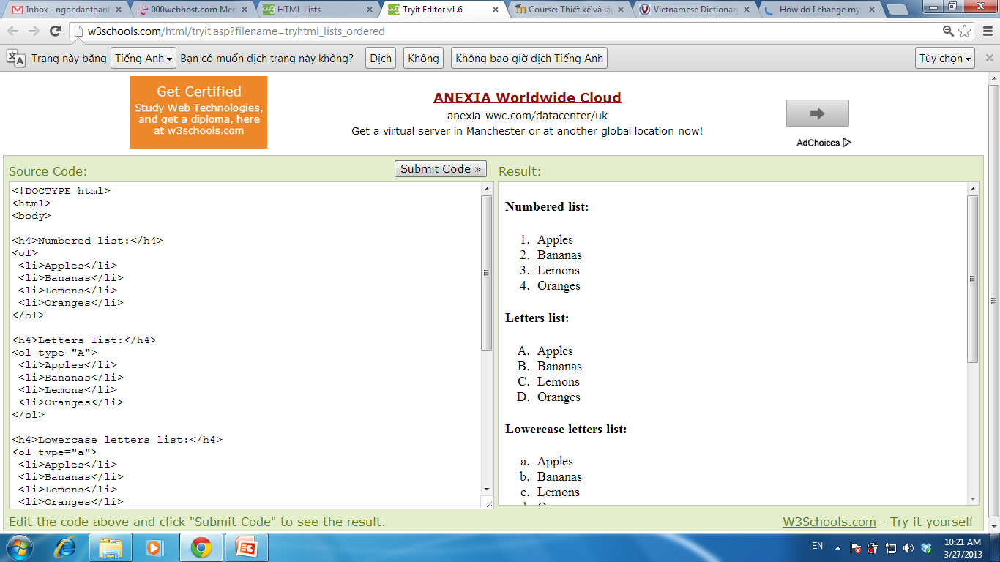 Inbox - ngocdanthanh
000webhost.com Mem
HTML Lists
Tryit Editor v1.6
Course: Thiết kế và lậ
Vietnamese Dictionary
How do I change my
w3schools.com/html/tryit.asp?filename=tryhtml_lists_ordered
Trang này bằng Tiếng Anh Bạn có muốn dịch trang này không? Dịch Không Không bao giờ dịch Tiếng Anh Tùy chọn
Get Certified
Study Web Technologies,
and get a diploma, here
at w3schools.com
ANEXIA Worldwide Cloud
anexia-wwc.com/datacenter/uk
Get a virtual server in Manchester or at another global location now!
AdChoices
Source Code:
Submit Code »
<!DOCTYPE html>
<html>
<body>
<h4>Numbered list:</h4>
<ol>
<li>Apples</li>
<li>Bananas</li>
<li>Lemons</li>
<li>Oranges</li>
</ol>
<h4>Letters list:</h4>
<ol type="A">
<li>Apples</li>
<li>Bananas</li>
<li>Lemons</li>
<li>Oranges</li>
</ol>
<h4>Lowercase letters list:</h4>
<ol type="a">
<li>Apples</li>
<li>Bananas</li>
<li>Lemons</li>
<li>Oranges</li>
Result:
Numbered list:
1. Apples
2. Bananas
3. Lemons
4. Oranges
Letters list:
A. Apples
B. Bananas
C. Lemons
D. Oranges
Lowercase letters list:
a. Apples
b. Bananas
c. Lemons
Edit the code above and click "Submit Code" to see the result.
W3Schools.com - Try it yourself
EN
10:21 AM
3/27/2013